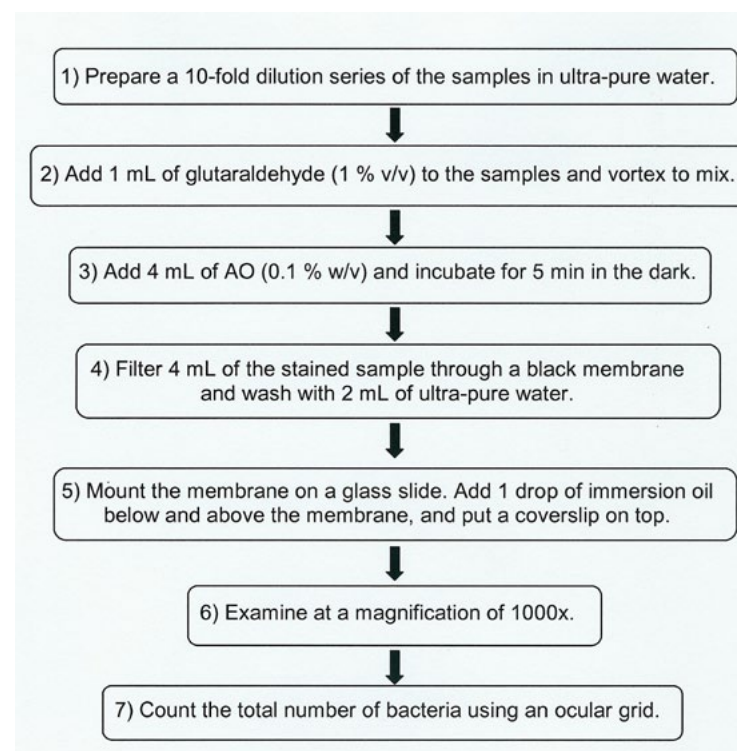 1) Prepare a 10-fold dilution series of the samples in ultra-pure water.
2) Add 1 mL of glutaraldehyde (1 % v/v) to the samples and vortex to mix.
3) Add 4 mL of AO (0.1 % w/v) and incubate for 5 min in the dark.
4) Filter 4 mL of the stained sample through a black membrane
and wash with 2 mL of ultra-pure water.
5) Mount the membrane on a glass slide. Add 1 drop of immersion oil
below and above the membrane, and put a coverslip on top.
6) Examine at a magnification of 1000x.
7) Count the total number of bacteria using an ocular grid.